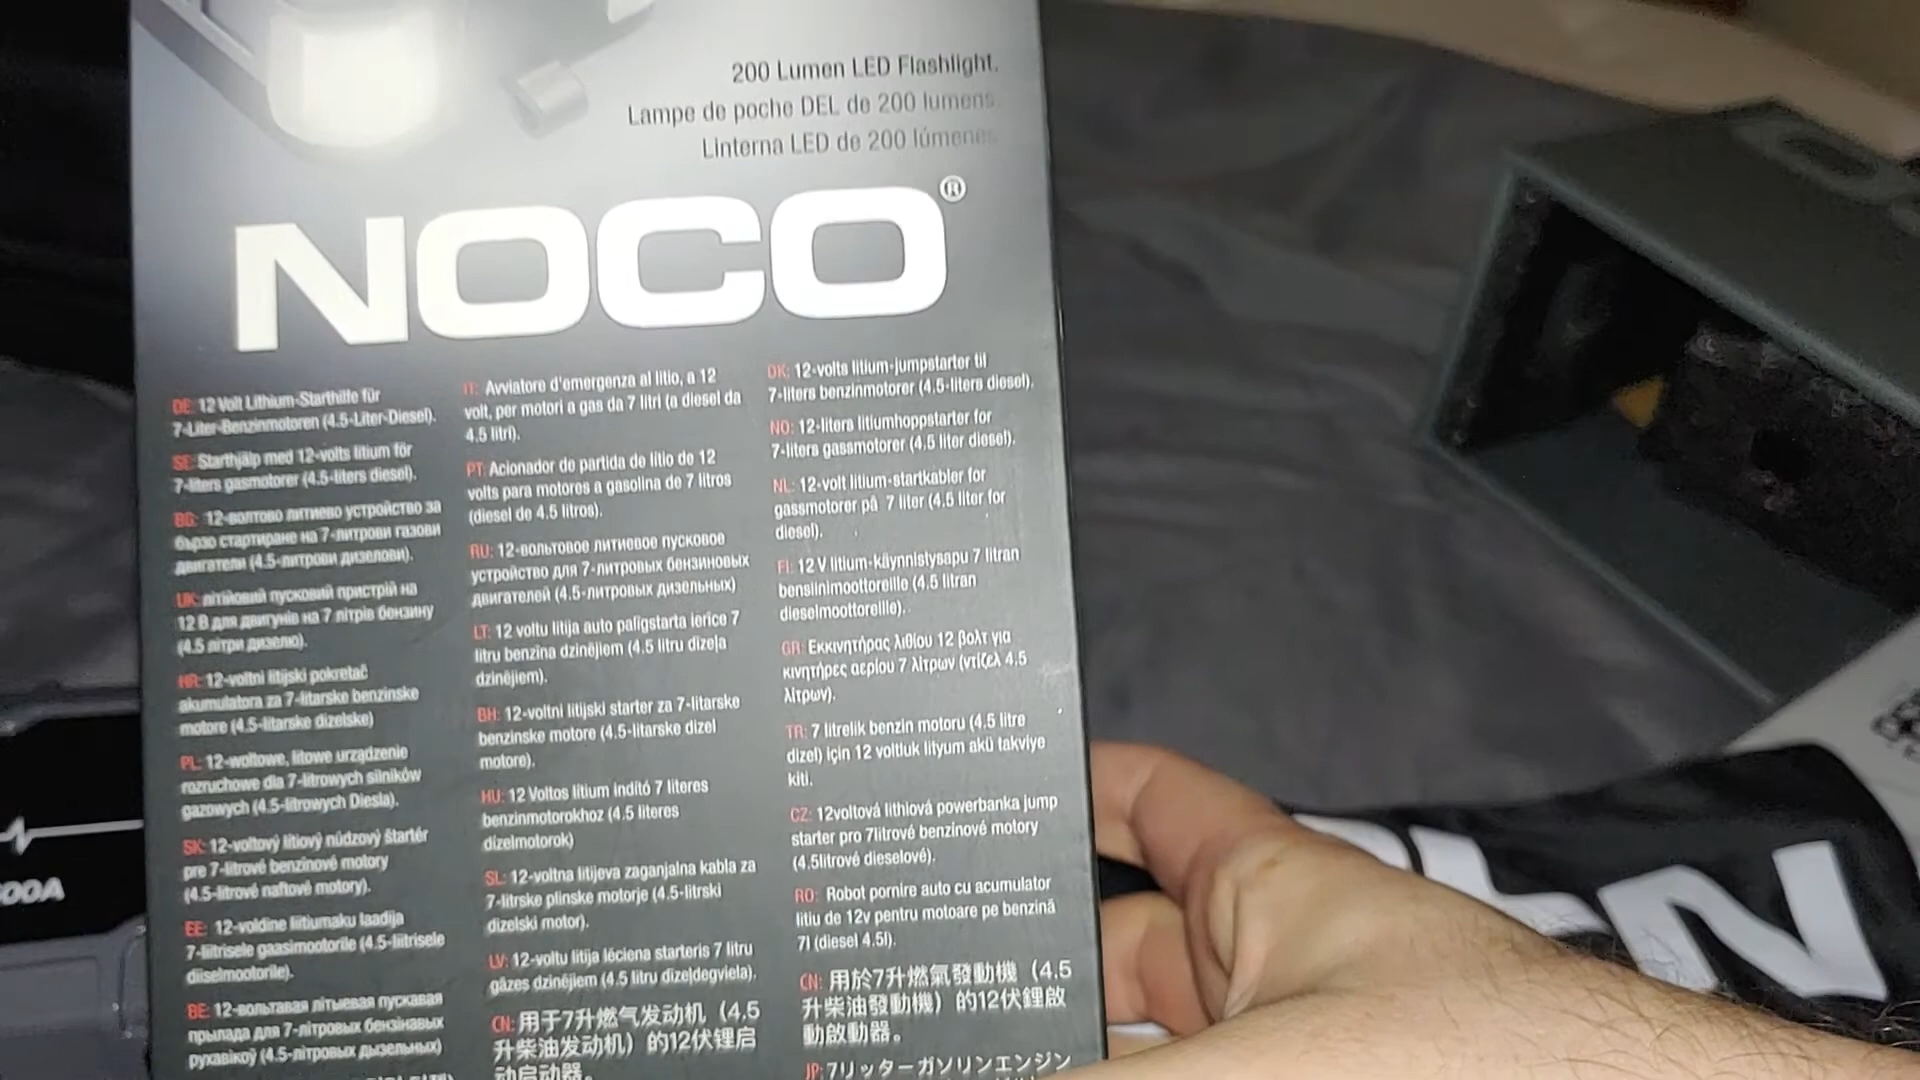 200 Lumen LED Flashlight.
Lampe de poche DEL de 200 lumens
Linterna LED de 200 lúmenes
NOCO®
DE: 12 Volt Lithium-Starthilfe für
7-Liter-Benzinmotoren (4.5-Liter-Diesel).
SE: Starthjälp med 12-volts litium för
7-liters gasmotorer (4.5-liters diesel).
BG: 12-волтово литиево устройство за
бързо стартиране на 7-литрови газови
двигатели (4.5-литрови дизелови).
UK: літійовий пусковий пристрій на
12 В для двигунів на 7 літрів бензину
(4.5 літри дизелю).
HR: 12-voltni litijski pokretač
akumulatora za 7-litarske benzinske
motore (4.5-litarske dizelske)
PL: 12-woltowe, litowe urządzenie
rozruchowe dla 7-litrowych silników
gazowych (4.5-litrowych Diesla).
SK: 12-voltový lítiový núdzový štartér
pre 7-litrové benzínové motory
(4.5-litrové naftové motory).
EE: 12-voldine liitiumaku laadija
7-liitrisele gaasimootorile (4.5-liitrisele
diiselmootorile).
BE: 12-вольтавая літыевая пускавая
прылада для 7-літровых бензінавых
рухавікоў (4.5-літровых дызельных)
IT: Avviatore d'emergenza al litio, a 12
volt, per motori a gas da 7 litri (a diesel da
4.5 litri).
PT: Acionador de partida de lítio de 12
volts para motores a gasolina de 7 litros
(diesel de 4.5 litros).
RU: 12-вольтовое литиевое пусковое
устройство для 7-литровых бензиновых
двигателей (4.5-литровых дизельных)
LT: 12 voltu litija auto palīgstarta ierīce 7
litru benzīna dzinējiem (4.5 litru dīzeļa
dzinējiem).
BH: 12-voltni litijski starter za 7-litarske
benzinske motore (4.5-litarske dizel
motore).
HU: 12 Voltos lítium indító 7 literes
benzinmotorokhoz (4.5 literes
dízelmotorok)
SL: 12-voltna litijeva zaganjalna kabla za
7-litrske plinske motorje (4.5-litrski
dizelski motor).
LV: 12-voltu litija lēciena starteris 7 litru
gāzes dzinējiem (4.5 litru dīzeļdegviela).
CN: 用于7升燃气发动机（4.5
升柴油发动机）的12伏锂启
动启动器。
DK: 12-volts litium-jumpstarter til
7-liters benzinmotorer (4.5-liters diesel).
NO: 12-liters litiumhoppstarter for
7-liters gassmotorer (4.5 liter diesel).
NL: 12-volt litium-startkabler for
gassmotorer på 7 liter (4.5 liter for
diesel).
FI: 12 V litium-käynnistysapu 7 litran
bensiinimoottoreille (4.5 litran
dieselmoottoreille).
GR: Εκκινητήρας λιθίου 12 βολτ για
κινητήρες αερίου 7 λίτρων (ντίζελ 4.5
λίτρων).
TR: 7 litrelik benzin motoru (4.5 litre
dizel) için 12 voltluk lityum akü takviye
kiti.
CZ: 12voltová lithiová powerbanka jump
starter pro 7litrové benzinové motory
(4.5litrové dieselové).
RO: Robot pornire auto cu acumulator
litiu de 12v pentru motoare pe benzină
7l (diesel 4.5l).
CN: 用於7升燃氣發動機（4.5
升柴油發動機）的12伏鋰啟
動啟動器。
JP: 7リッターガソリンエンジン
00A
N